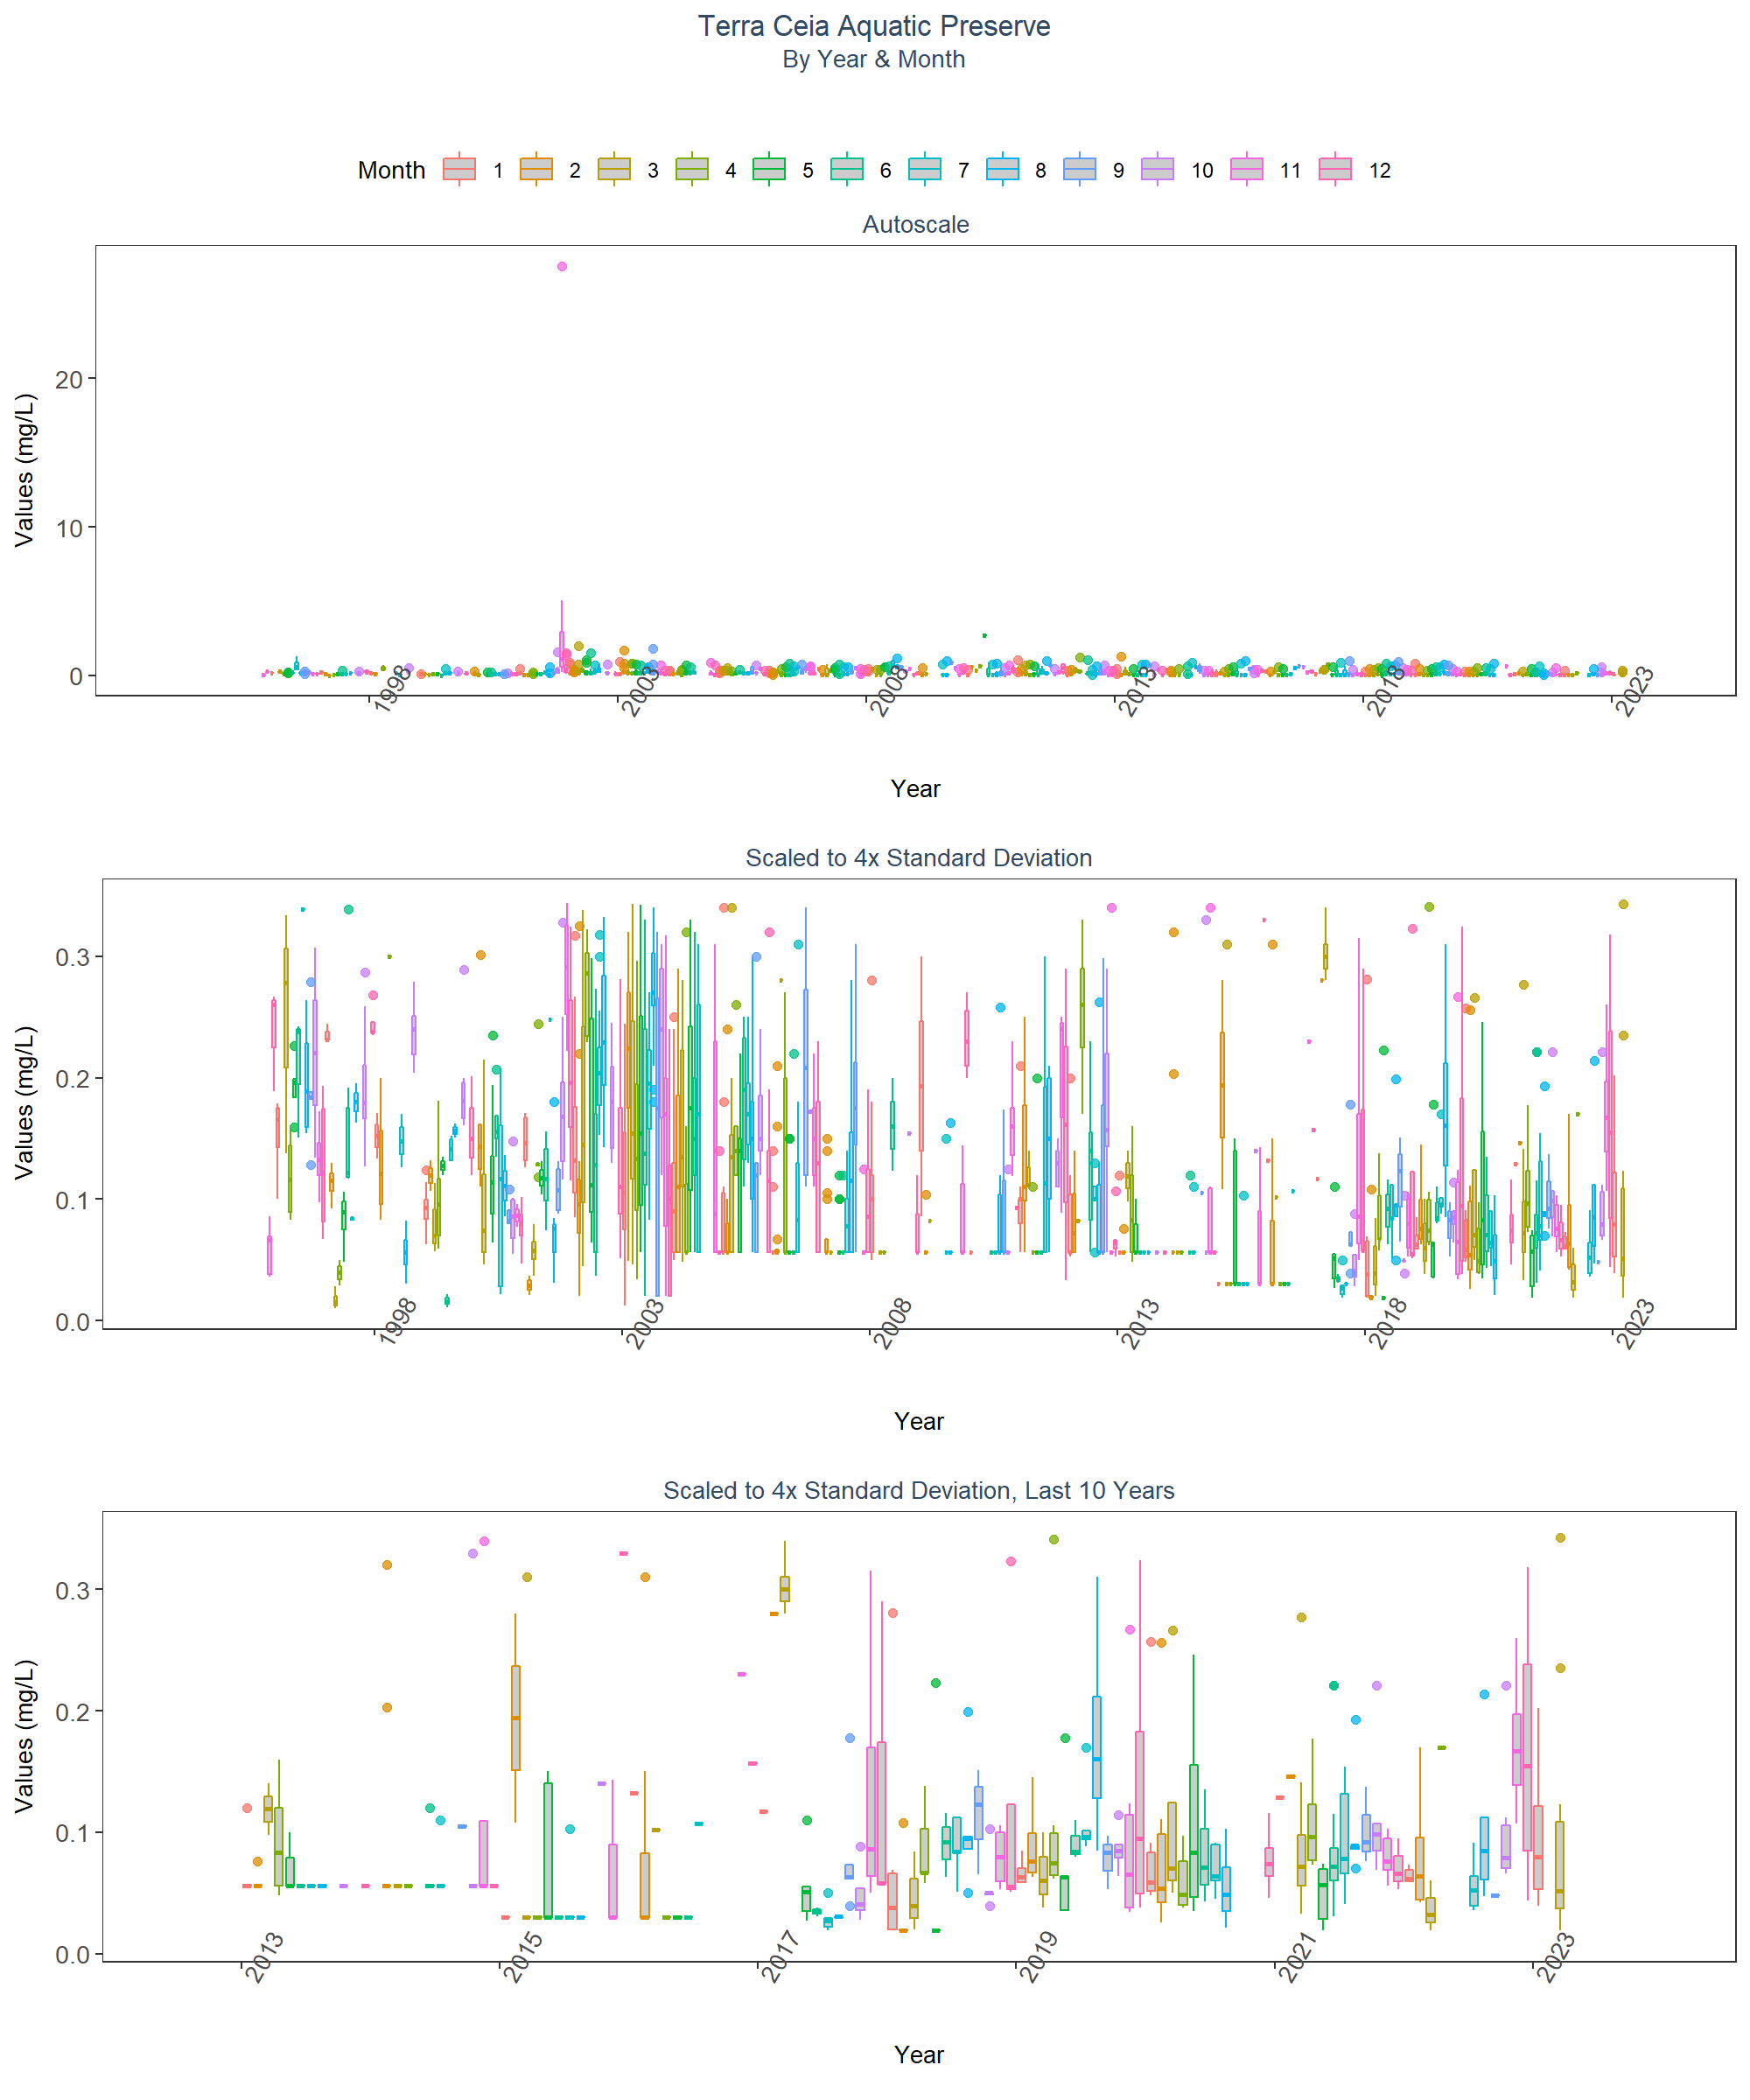 Terra Ceia Aquatic Preserve
By Year & Month
Month 1 2 3 4 5 6 7 8 9 10 11 12
Autoscale
Values (mg/L)
20
10
0
1998 2003 2008 2013 2018 2023
Year
Scaled to 4x Standard Deviation
Values (mg/L)
0.3
0.2
0.1
0.0
1998 2003 2008 2013 2018 2023
Year
Scaled to 4x Standard Deviation, Last 10 Years
Values (mg/L)
0.3
0.2
0.1
0.0
2013 2015 2017 2019 2021 2023
Year